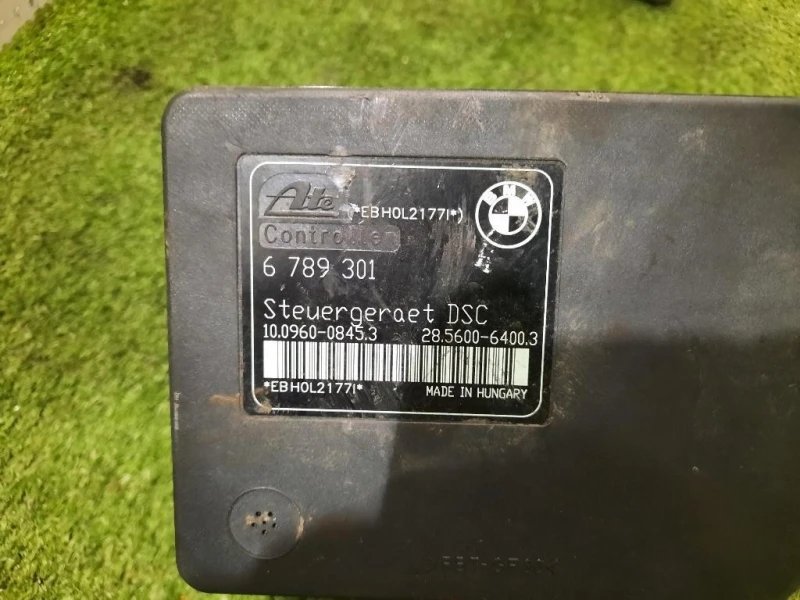 Ate
(*EBH0L2177I*)
BMW
Controller
6 789 301
Steuergeraet DSC
10.0960-0845.3 28.5600-6400.3
*EBH0L2177I*
MADE IN HUNGARY